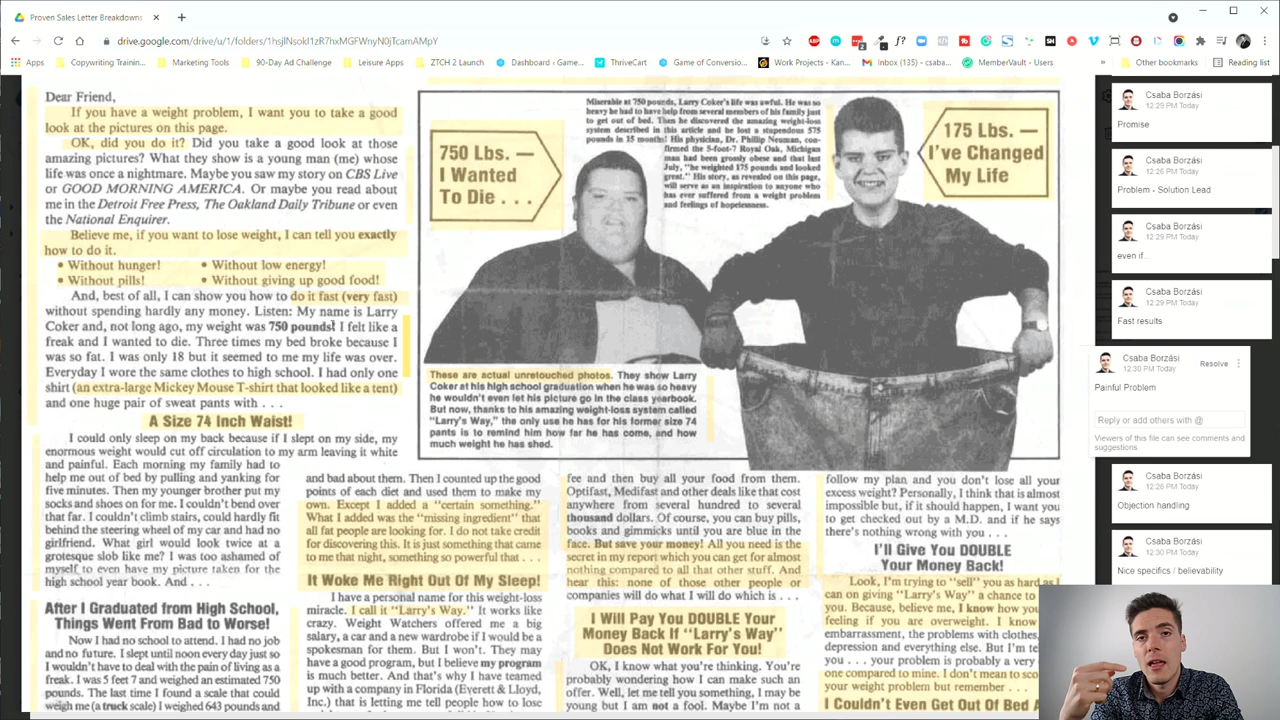 Proven Sales Letter Breakdowns
drive.google.com/drive/u/1/folders/1hsjlNsokI1zR7hxMGFWnyN0jTcamAMpY
Apps
Copywriting Training...
Marketing Tools
90-Day Ad Challenge
Leisure Apps
ZTCH 2 Launch
Dashboard - Game...
ThriveCart
Game of Conversio...
Work Projects - Kan...
Inbox (135) - csaba...
MemberVault - Users
»
Other bookmarks
Reading list
Dear Friend,
If you have a weight problem, I want you to take a good
look at the pictures on this page.
OK, did you do it? Did you take a good look at those
amazing pictures? What they show is a young man (me) whose
life was once a nightmare. Maybe you saw my story on CBS Live
or GOOD MORNING AMERICA. Or maybe you read about
me in the Detroit Free Press, The Oakland Daily Tribune or even
the National Enquirer.
Believe me, if you want to lose weight, I can tell you exactly
how to do it.
• Without hunger! • Without low energy!
• Without pills! • Without giving up good food!
And, best of all, I can show you how to do it fast (very fast)
without spending hardly any money. Listen: My name is Larry
Coker and, not long ago, my weight was 750 pounds! I felt like a
freak and I wanted to die. Three times my bed broke because I
was so fat. I was only 18 but it seemed to me my life was over.
Everyday I wore the same clothes to high school. I had only one
shirt (an extra-large Mickey Mouse T-shirt that looked like a tent)
and one huge pair of sweat pants with . . .
A Size 74 Inch Waist!
I could only sleep on my back because if I slept on my side, my
enormous weight would cut off circulation to my arm leaving it white
and painful. Each morning my family had to
help me out of bed by pulling and yanking for
five minutes. Then my younger brother put my
socks and shoes on for me. I couldn't bend over
that far. I couldn't climb stairs, could hardly fit
behind the steering wheel of my car and had no
girlfriend. What girl would look twice at a
grotesque slob like me? I was too ashamed of
myself to even have my picture taken for the
high school year book. And . . .
After I Graduated from High School,
Things Went From Bad to Worse!
Now I had no school to attend. I had no job
and no future. I slept until noon every day just so
I wouldn't have to deal with the pain of living as a
freak. I was 5 feet 7 and weighed an estimated 750
pounds. The last time I found a scale that could
weigh me (a truck scale) I weighed 643 pounds and
750 Lbs. —
I Wanted
To Die . . .
Miserable at 750 pounds, Larry Coker's life was awful. He was so
heavy he had to have help from several members of his family just
to get out of bed. Then he discovered the amazing weight-loss
system described in this article and he lost a stupendous 575
pounds in 15 months! His physician, Dr. Phillip Neuman, con-
firmed the 5-foot-7 Royal Oak, Michigan
man had been grossly obese and that last
July, "he weighted 175 pounds and looked
great." His story, as revealed on this page,
will serve as an inspiration to anyone who
has ever suffered from a weight problem
and feelings of hopelessness.
175 Lbs. —
I've Changed
My Life
These are actual unretouched photos. They show Larry
Coker at his high school graduation when he was so heavy
he wouldn't even let his picture go in the class yearbook.
But now, thanks to his amazing weight-loss system called
"Larry's Way," the only use he has for his former size 74
pants is to remind him how far he has come, and how
much weight he has shed.
and bad about them. Then I counted up the good
points of each diet and used them to make my
own. Except I added a "certain something."
What I added was the "missing ingredient" that
all fat people are looking for. I do not take credit
for discovering this. It is just something that came
to me that night, something so powerful that . . .
It Woke Me Right Out Of My Sleep!
I have a personal name for this weight-loss
miracle. I call it "Larry's Way." It works like
crazy. Weight Watchers offered me a big
salary, a car and a new wardrobe if I would be a
spokesman for them. But I won't. They may
have a good program, but I believe my program
is much better. And that's why I have teamed
up with a company in Florida (Everett & Lloyd,
Inc.) that is letting me tell people how to lose
fee and then buy all your food from them.
Optifast, Medifast and other deals like that cost
anywhere from several hundred to several
thousand dollars. Of course, you can buy pills,
books and gimmicks until you are blue in the
face. But save your money! All you need is the
secret in my report which you can get for almost
nothing compared to all that other stuff. And
hear this: none of those other people or
companies will do what I will do which is . . .
I Will Pay You DOUBLE Your
Money Back If "Larry's Way"
Does Not Work For You!
OK, I know what you're thinking. You're
probably wondering how I can make such an
offer. Well, let me tell you something, I may be
young but I am not a fool. Maybe I'm not a
follow my plan and you don't lose all your
excess weight? Personally, I think that is almost
impossible but, if it should happen, I want you
to get checked out by a M.D. and if he says
there's nothing wrong with you . . .
I'll Give You DOUBLE
Your Money Back!
Look, I'm trying to "sell" you as hard as I
can on giving "Larry's Way" a chance to
you. Because, believe me, I know how you
feeling if you are overweight. I know
embarrassment, the problems with clothes,
depression and everything else. But I'm
you . . . your problem is probably a very
one compared to mine. I don't mean to
your weight problem but remember . . .
I Couldn't Even Get Out Of Bed
Csaba Borzási
12:29 PM Today
Promise
Csaba Borzási
12:26 PM Today
Problem - Solution Lead
Csaba Borzási
12:29 PM Today
even if...
Csaba Borzási
12:29 PM Today
Fast results
Csaba Borzási
12:30 PM Today
Resolve
Painful Problem
Reply or add others with @
Viewers of this file can see comments and
suggestions
Csaba Borzási
12:26 PM Today
Objection handling
Csaba Borzási
12:30 PM Today
Nice specifics / believability